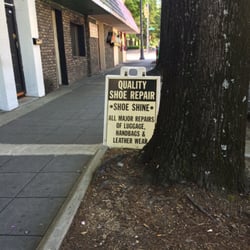 QUALITY
SHOE REPAIR
SHOE SHINE
ALL MAJOR REPAIRS
OF LUGGAGE,
HANDBAGS &
LEATHER WEAR